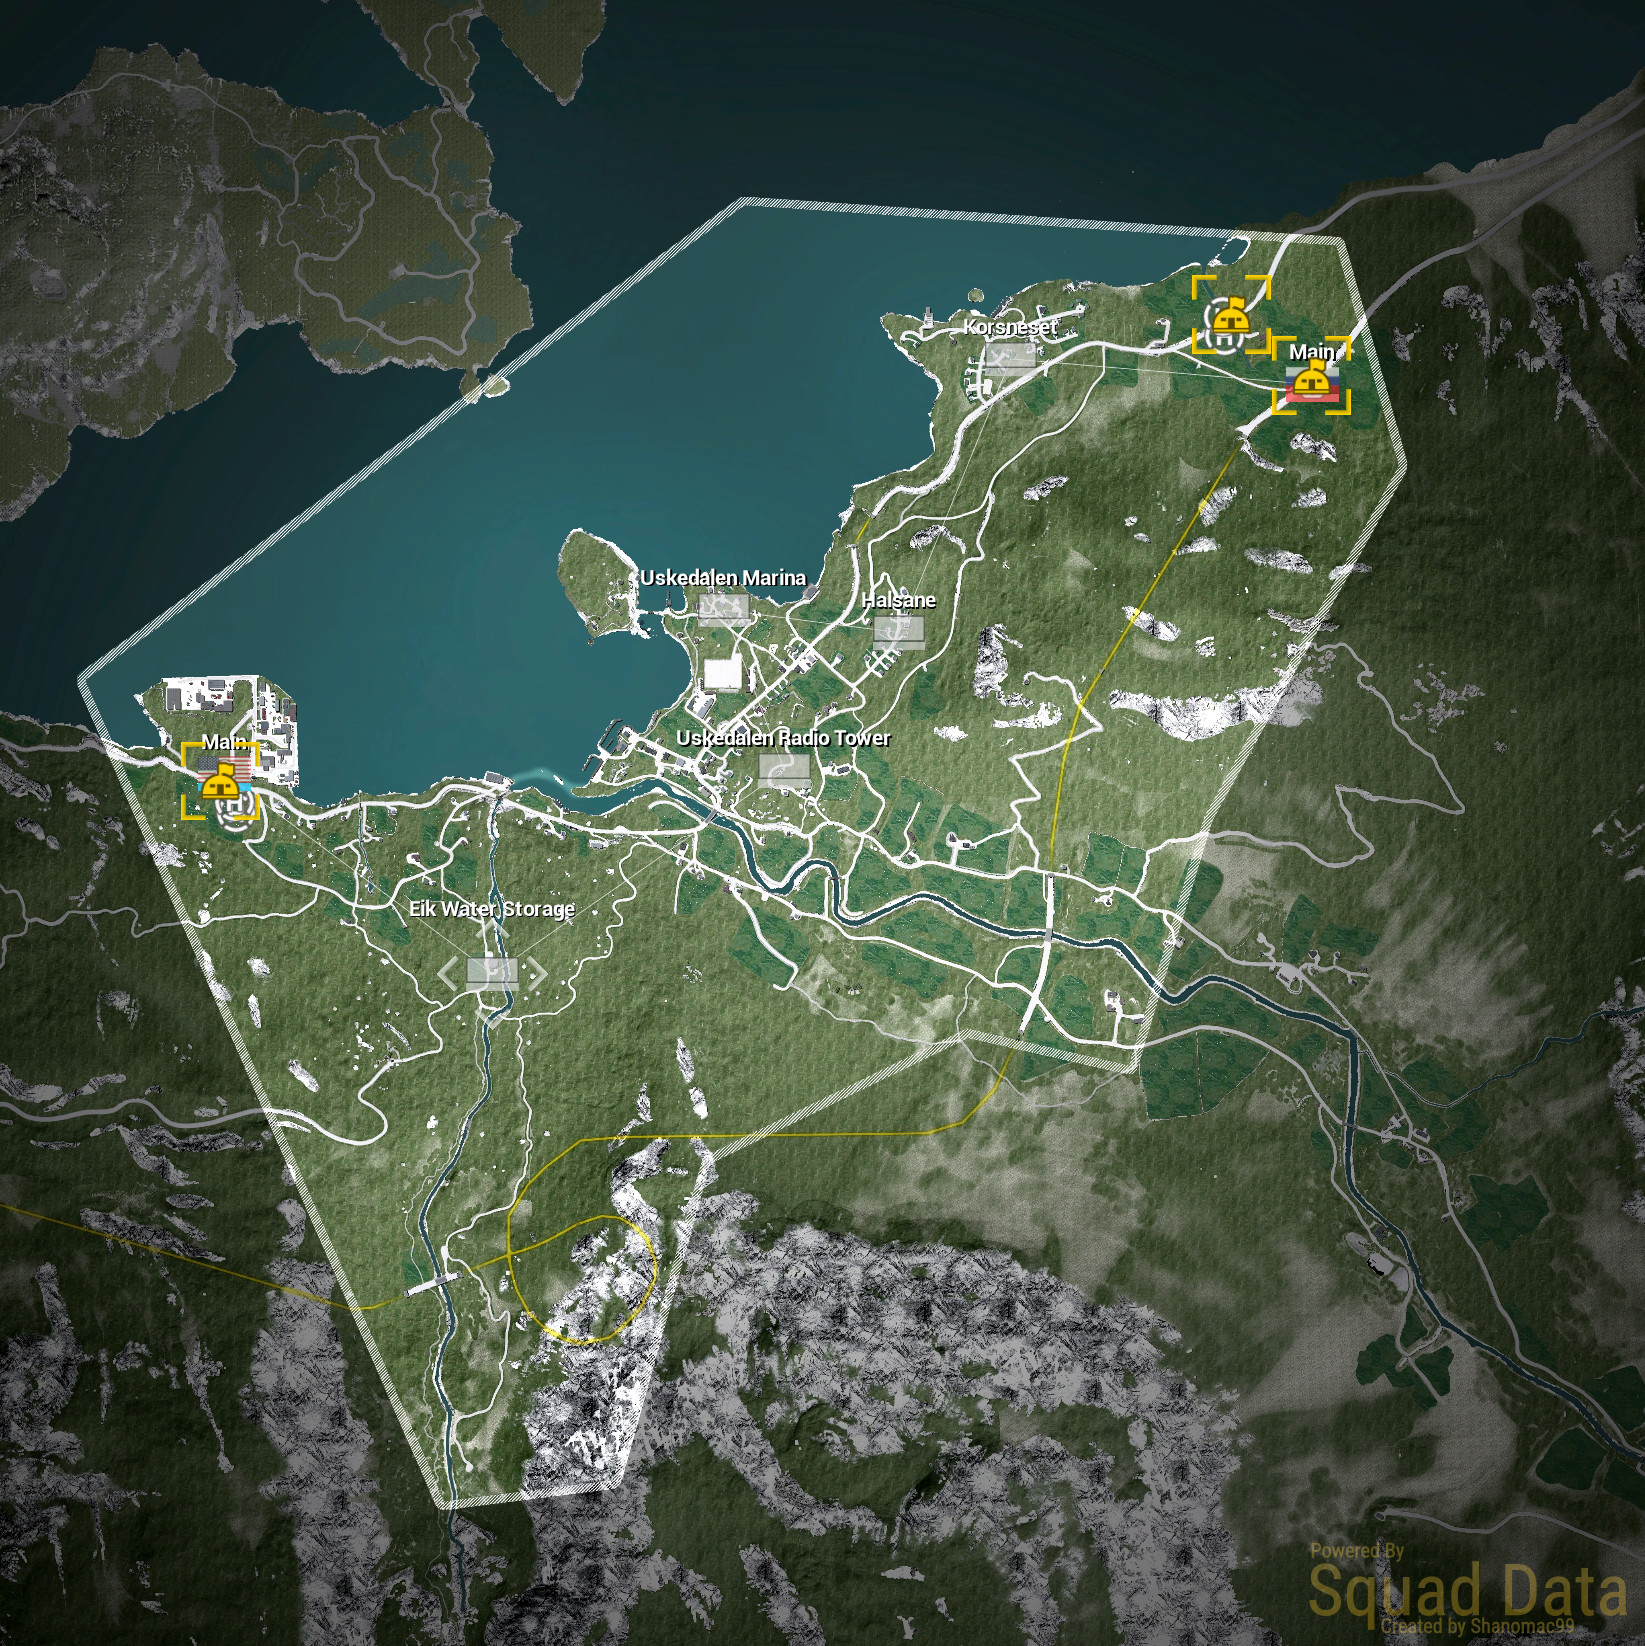 Korsneset
Main
Uskedalen Marina
Halsane
Main
Uskedalen Radio Tower
Eik Water Storage
Powered By
Squad Data
Created by Shanomac99